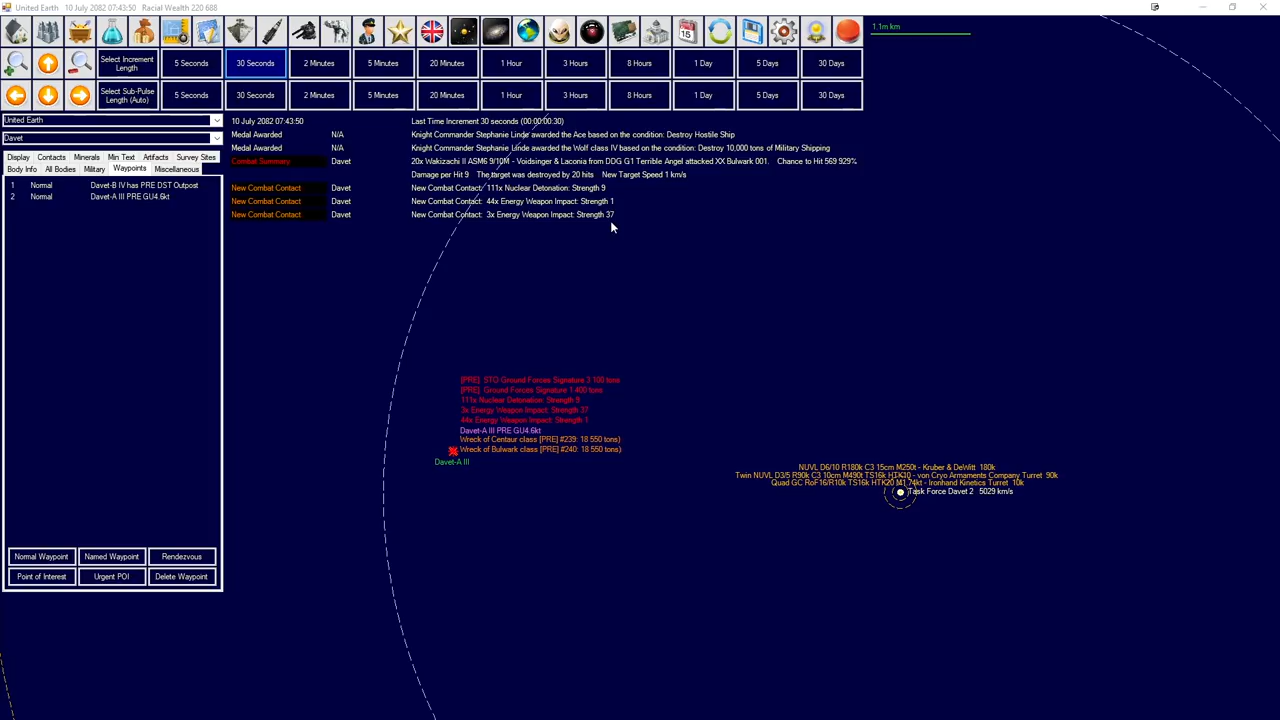 United Earth   10 July 2082 07:43:50   Racial Wealth 220 688
1.1m km
Select Increment Length
5 Seconds
30 Seconds
2 Minutes
5 Minutes
20 Minutes
1 Hour
3 Hours
8 Hours
1 Day
5 Days
30 Days
Select Sub-Pulse Length (Auto)
5 Seconds
30 Seconds
2 Minutes
5 Minutes
20 Minutes
1 Hour
3 Hours
8 Hours
1 Day
5 Days
30 Days
United Earth
Davet
Display Contacts Minerals Min Text Artifacts Survey Sites
Body Info All Bodies Military Waypoints Miscellaneous
1 Normal Davet-B IV has PRE DST Outpost
2 Normal Davet-A III PRE GU4.6kt
Normal Waypoint Named Waypoint Rendezvous
Point of Interest Urgent POI Delete Waypoint
10 July 2082 07:43:50 Last Time Increment 30 seconds (00:00:00:30)
Medal Awarded N/A Knight Commander Stephanie Linde awarded the Ace based on the condition: Destroy Hostile Ship
Medal Awarded N/A Knight Commander Stephanie Linde awarded the Wolf class IV based on the condition: Destroy 10,000 tons of Military Shipping
Combat Summary Davet 20x Wakizachi II ASM6 9/10M - Voidsinger & Laconia from DDG G1 Terrible Angel attacked XX Bulwark 001. Chance to Hit 569 929%
Damage per Hit 9 The target was destroyed by 20 hits New Target Speed 1 km/s
New Combat Contact Davet New Combat Contact: 111x Nuclear Detonation: Strength 9
New Combat Contact Davet New Combat Contact: 44x Energy Weapon Impact: Strength 1
New Combat Contact Davet New Combat Contact: 3x Energy Weapon Impact: Strength 37
[PRE] STO Ground Forces Signature 3 100 tons
[PRE] Ground Forces Signature 1 400 tons
111x Nuclear Detonation: Strength 9
3x Energy Weapon Impact: Strength 37
44x Energy Weapon Impact: Strength 1
Davet-A III PRE GU4.6kt
Wreck of Centaur class [PRE] #239: 18 550 tons)
Wreck of Bulwark class [PRE] #240: 18 550 tons)
Davet-A III
NUVL D6/10 R180k C3 15cm M250t - Kruber & DeWitt 180k
Twin NUVL D3/5 R90k C3 10cm M490t TS16k HTK10 - von Cryo Armaments Company Turret 90k
Quad GC RoF16/R10k TS16k HTK20 M1.74kt - Ironhand Kinetics Turret 10k
Task Force Davet 2 5029 km/s